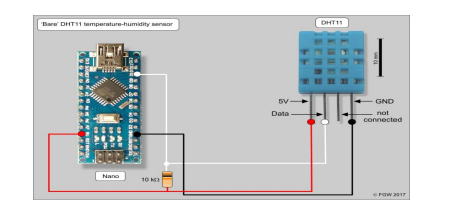 'Bare' DHT11 temperature-humidity sensor
DHT11
10 mm
5V
GND
Data
not
connected
Nano
10 kΩ
© FGW 2017